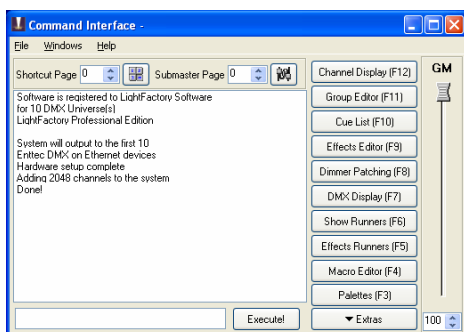 Command Interface -
File Windows Help
Shortcut Page 0 Submaster Page 0
Software is registered to LightFactory Software
for 10 DMX Universe(s)
LightFactory Professional Edition
System will output to the first 10
Enttec DMX on Ethernet devices
Hardware setup complete
Adding 2048 channels to the system
Done!
Execute!
Channel Display (F12)
Group Editor (F11)
Cue List (F10)
Effects Editor (F9)
Dimmer Patching (F8)
DMX Display (F7)
Show Runners (F6)
Effects Runners (F5)
Macro Editor (F4)
Palettes (F3)
Extras
GM
100